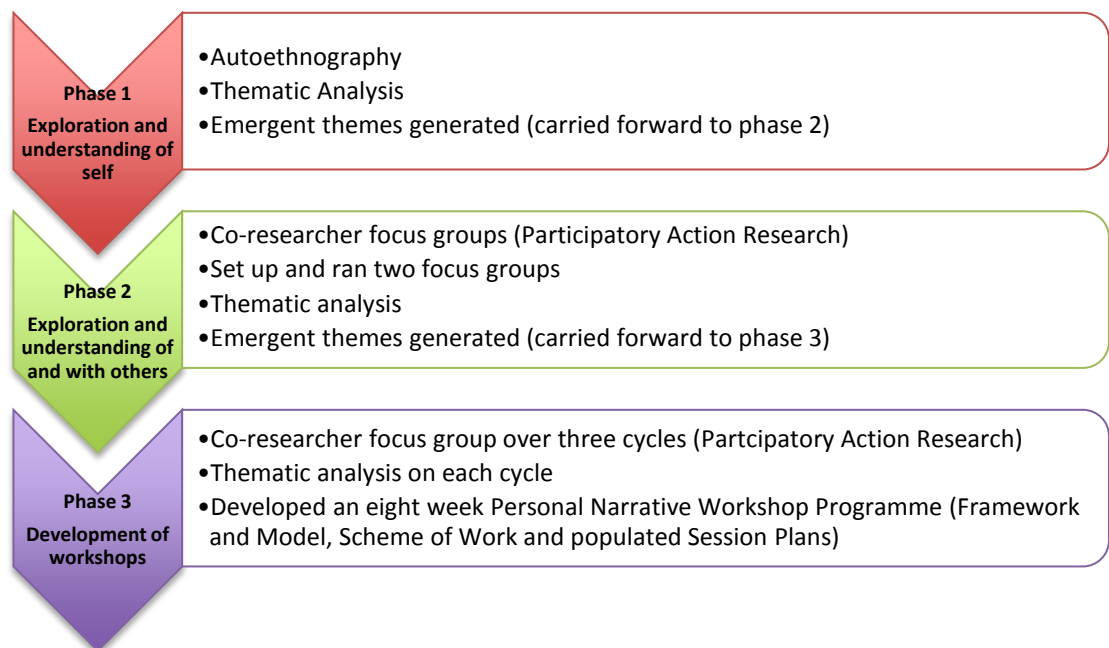 Phase 1
Exploration and
understanding of
self
•Autoethnography
•Thematic Analysis
•Emergent themes generated (carried forward to phase 2)
Phase 2
Exploration and
understanding of
and with others
•Co-researcher focus groups (Participatory Action Research)
•Set up and ran two focus groups
•Thematic analysis
•Emergent themes generated (carried forward to phase 3)
Phase 3
Development of
workshops
•Co-researcher focus group over three cycles (Partcipatory Action Research)
•Thematic analysis on each cycle
•Developed an eight week Personal Narrative Workshop Programme (Framework
and Model, Scheme of Work and populated Session Plans)